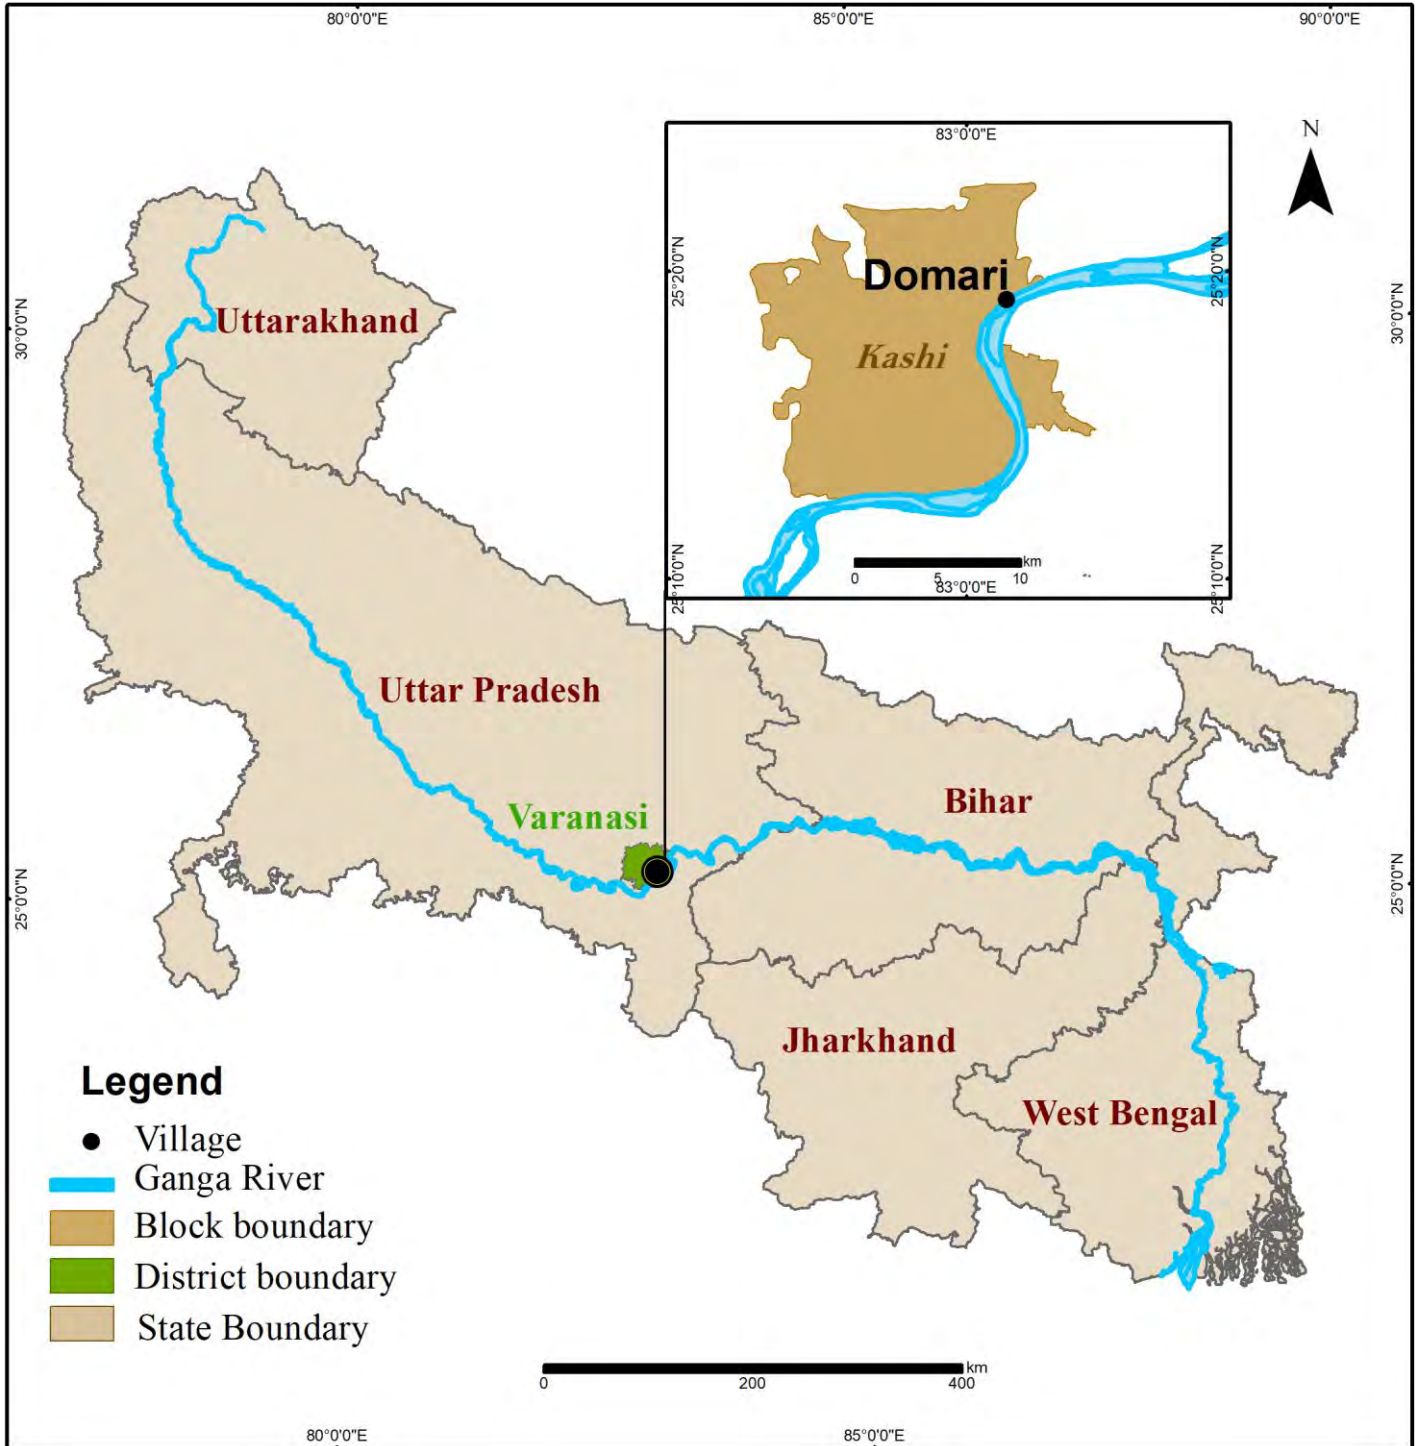 80°0'0"E
85°0'0"E
90°0'0"E
N
83°0'0"E
25°20'0"N
25°20'0"N
Domari
Kashi
30°0'0"N
30°0'0"N
Uttarakhand
25°10'0"N
25°10'0"N
km
0
5
10
83°0'0"E
Uttar Pradesh
Varanasi
Bihar
25°0'0"N
25°0'0"N
Jharkhand
West Bengal
Legend
Village
Ganga River
Block boundary
District boundary
State Boundary
km
0
200
400
80°0'0"E
85°0'0"E